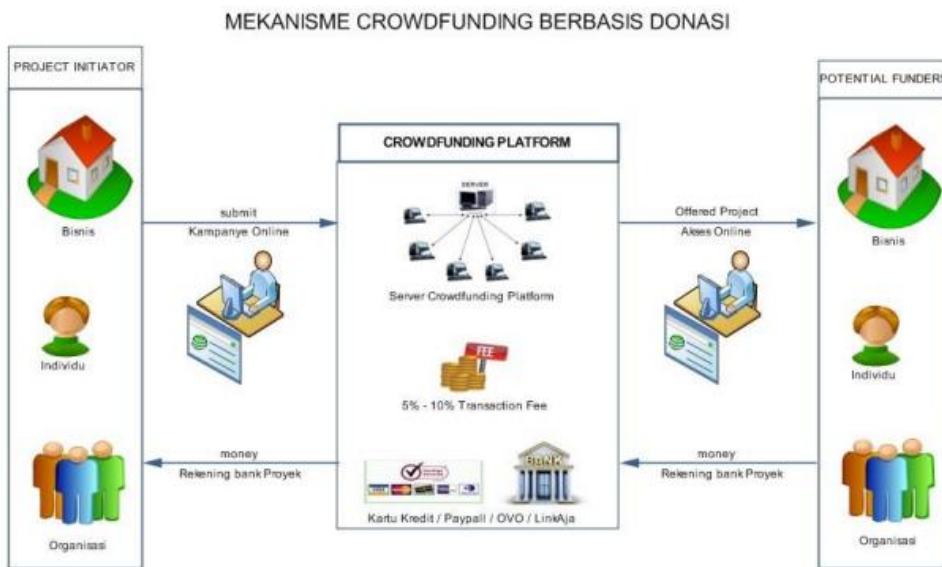 MEKANISME CROWDFUNDING BERBASIS DONASI
PROJECT INITIATOR
Bisnis
Individu
Organisasi
submit
Kampanye Online
money
Rekening bank Proyek
CROWDFUNDING PLATFORM
SERVER
Server Crowdfunding Platform
FEE
5% - 10% Transaction Fee
VISA
BANK
Kartu Kredit / Paypall / OVO / LinkAja
Offered Project
Akses Online
money
Rekening bank Proyek
POTENTIAL FUNDERS
Bisnis
Individu
Organisasi